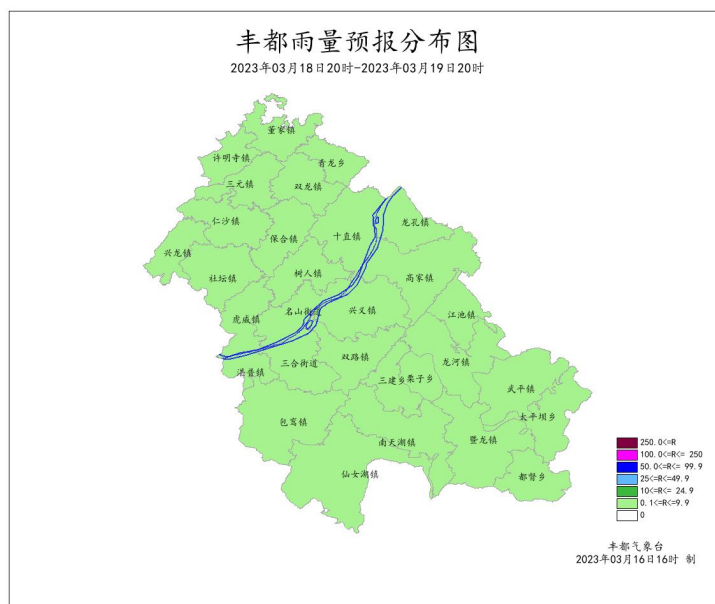 丰都雨量预报分布图
2023年03月18日20时-2023年03月19日20时
董家镇
许明寺镇
青龙乡
三元镇
双龙镇
仁沙镇
龙孔镇
保合镇
十直镇
兴龙镇
树人镇
社坛镇
高家镇
名山街道
兴义镇
虎威镇
江池镇
双路镇
三合街道
龙河镇
湛普镇
三建乡
栗子乡
武平镇
太平坝乡
包鸾镇
南天湖镇
暨龙镇
仙女湖镇
都督乡
250.0<=R
100.0<R<= 250
50.0<R<= 99.9
25<=R<=49.9
10<=R<= 24.9
0.1<=R<=9.9
0
丰都气象台
2023年03月16日16时 制